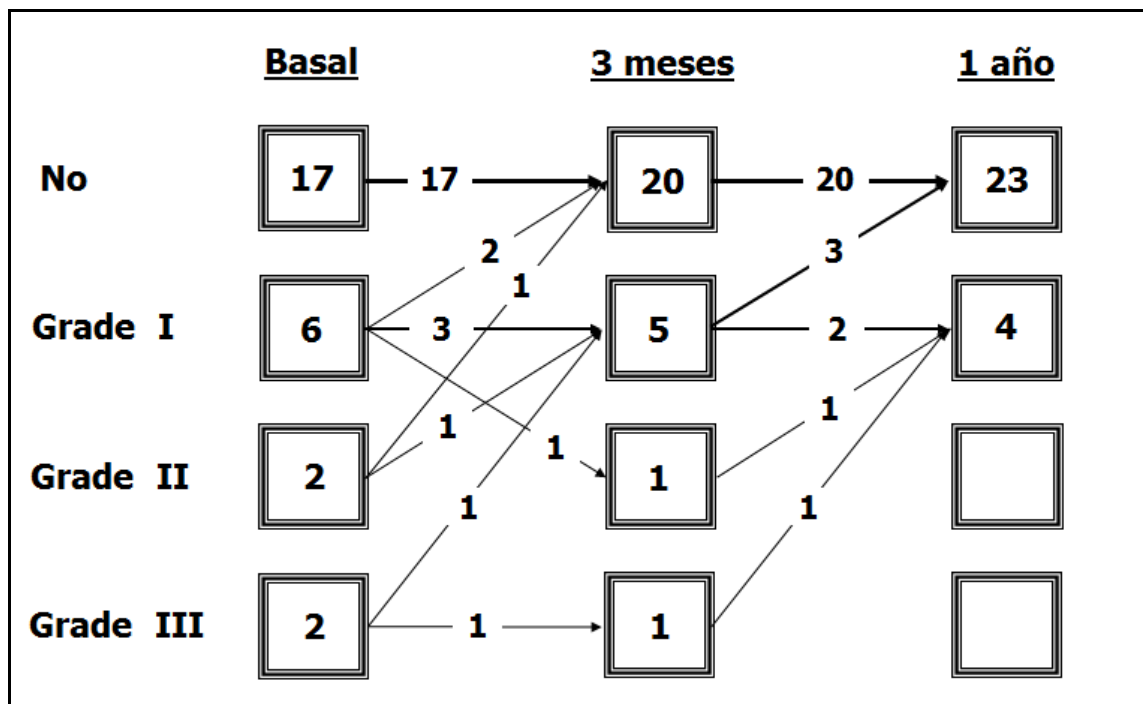 Basal 3 meses 1 año
No 17 17 20 20 23
2 3
1
Grade I 6 3 5 2 4
1 1
1
Grade II 2 1
1 1
Grade III 2 1 1